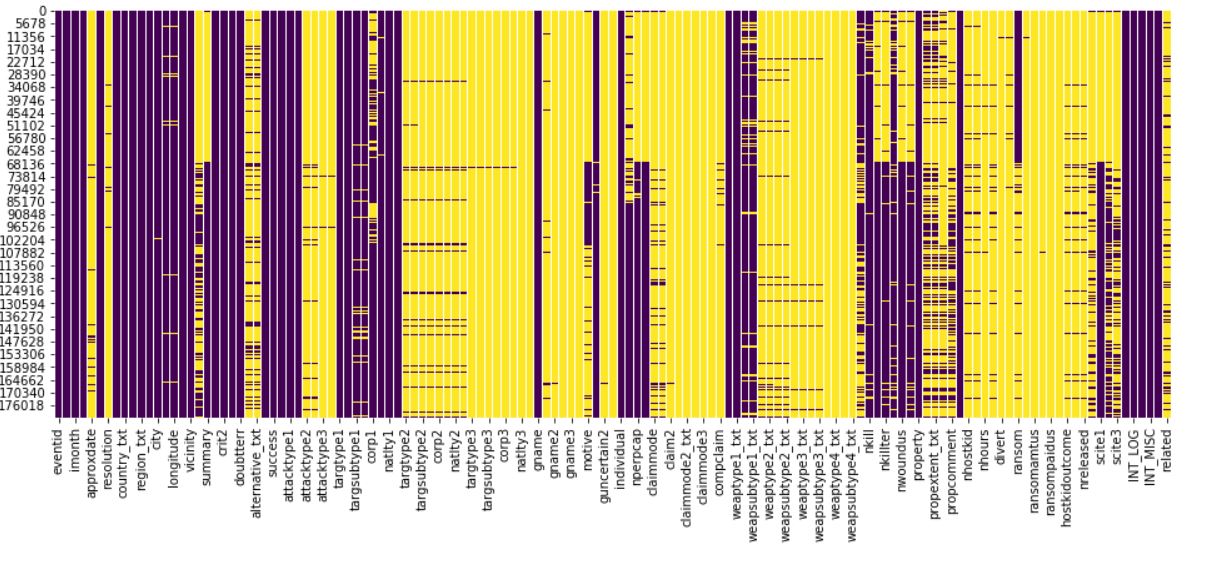 0
5678
11356
17034
22712
28390
34068
39746
45424
51102
56780
62458
68136
73814
79492
85170
90848
96526
102204
107882
113560
119238
124916
130594
136272
141950
147628
153306
158984
164662
170340
176018
eventid
imonth
approxdate
resolution
country_txt
region_txt
city
longitude
vicinity
summary
crit2
doubtterr
alternative_txt
success
attacktype1
attacktype2
attacktype3
targtype1
targsubtype1
corp1
natlty1
targtype2
targsubtype2
corp2
natlty2
targtype3
targsubtype3
corp3
natlty3
gname
gname2
gname3
motive
guncertain2
individual
nperpcap
claimmode
claim2
claimmode2_txt
claimmode3
compclaim
weaptype1_txt
weapsubtype1_txt
weaptype2_txt
weapsubtype2_txt
weaptype3_txt
weapsubtype3_txt
weaptype4_txt
weapsubtype4_txt
nkill
nkillter
nwoundus
property
propextent_txt
propcomment
nhostkid
nhours
divert
ransom
ransomamtus
ransompaidus
hostkidoutcome
nreleased
scite1
scite3
INT_LOG
INT_MISC
related